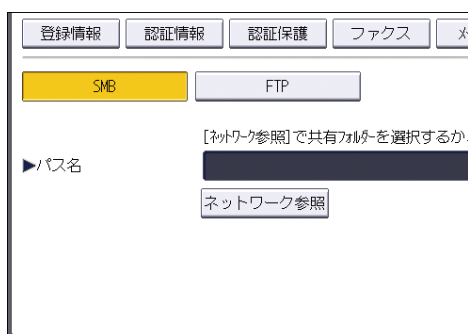 登録情報 認証情報 認証保護 ファクス
SMB FTP
[ネットワーク参照]で共有フォルダーを選択するか、
▶パス名
ネットワーク参照